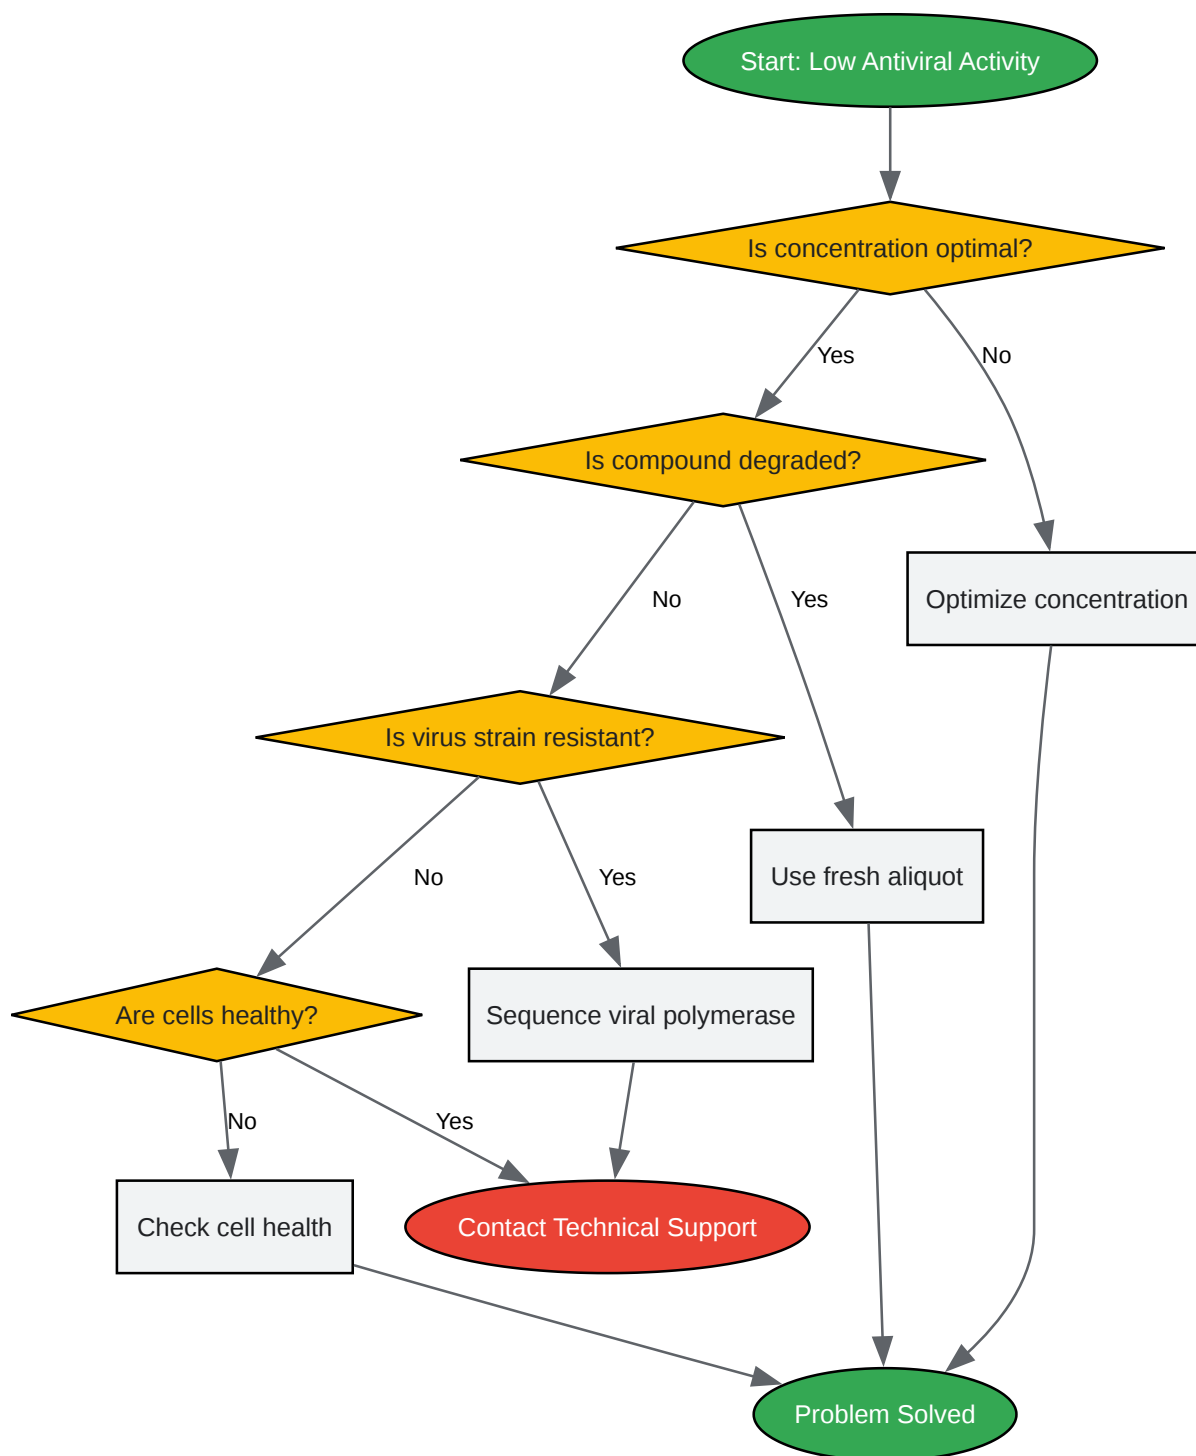 Start: Low Antiviral Activity
Is concentration optimal?
Yes
No
Is compound degraded?
No
Yes
Optimize concentration
Is virus strain resistant?
No
Yes
Use fresh aliquot
Are cells healthy?
Sequence viral polymerase
No
Yes
Check cell health
Contact Technical Support
Problem Solved